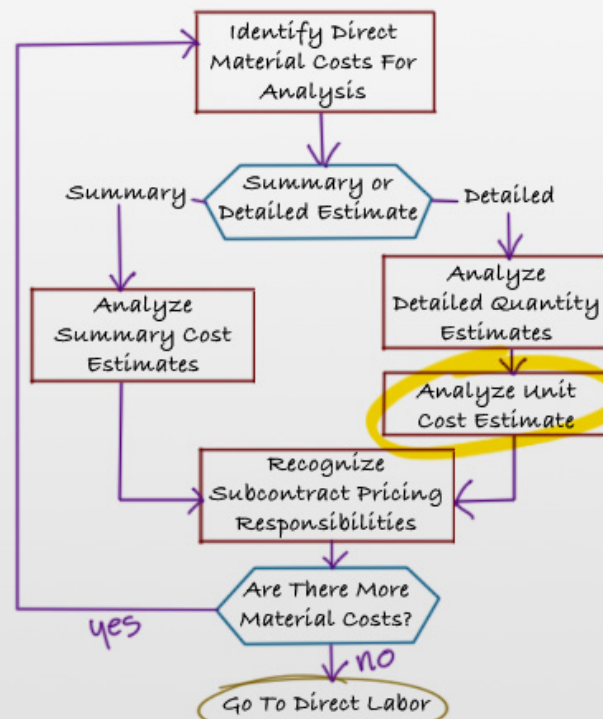 Identify Direct
Material Costs For
Analysis
Summary or
Detailed Estimate
Summary
Detailed
Analyze
Summary Cost
Estimates
Analyze
Detailed Quantity
Estimates
Analyze Unit
Cost Estimate
Recognize
Subcontract Pricing
Responsibilities
Are There More
Material Costs?
yes
no
Go To Direct Labor